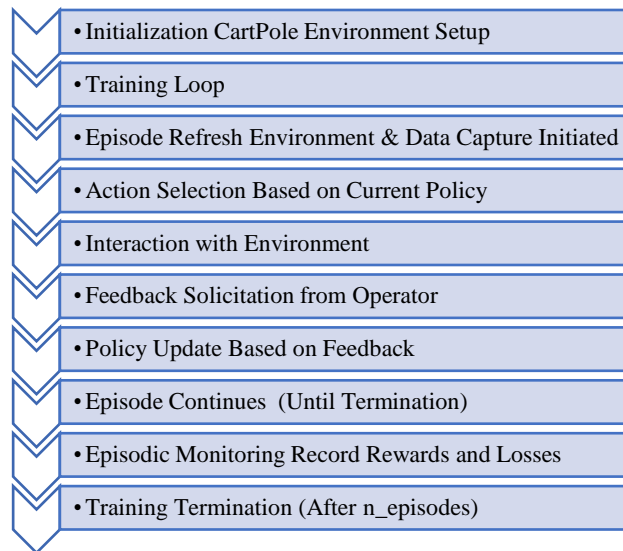 • Initialization CartPole Environment Setup
• Training Loop
• Episode Refresh Environment & Data Capture Initiated
• Action Selection Based on Current Policy
• Interaction with Environment
• Feedback Solicitation from Operator
• Policy Update Based on Feedback
• Episode Continues (Until Termination)
• Episodic Monitoring Record Rewards and Losses
• Training Termination (After n_episodes)